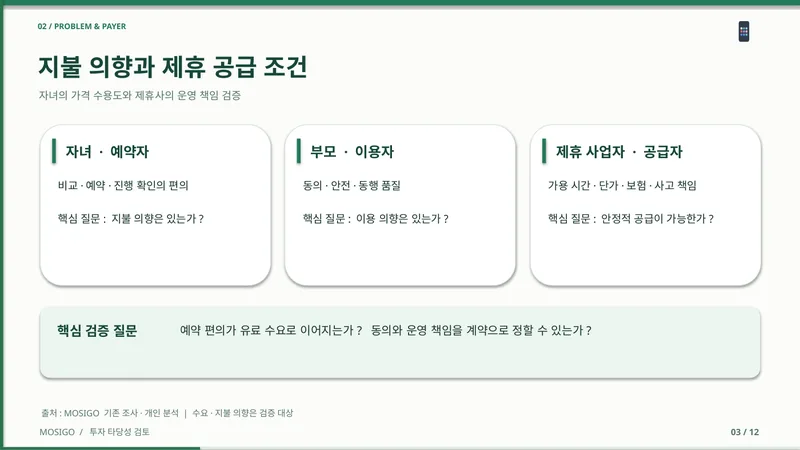 02 / PROBLEM & PAYER
지불 의향과 제휴 공급 조건
자녀의 가격 수용도와 제휴사의 운영 책임 검증
자녀 · 예약자
비교 · 예약 · 진행 확인의 편의
핵심 질문 : 지불 의향은 있는가 ?
부모 · 이용자
동의 · 안전 · 동행 품질
핵심 질문 : 이용 의향은 있는가 ?
제휴 사업자 · 공급자
가용 시간 · 단가 · 보험 · 사고 책임
핵심 질문 : 안정적 공급이 가능한가 ?
핵심 검증 질문
예약 편의가 유료 수요로 이어지는가 ? 동의와 운영 책임을 계약으로 정할 수 있는가 ?
출처 : MOSIGO 기존 조사 · 개인 분석 | 수요 · 지불 의향은 검증 대상
MOSIGO / 투자 타당성 검토
03 / 12